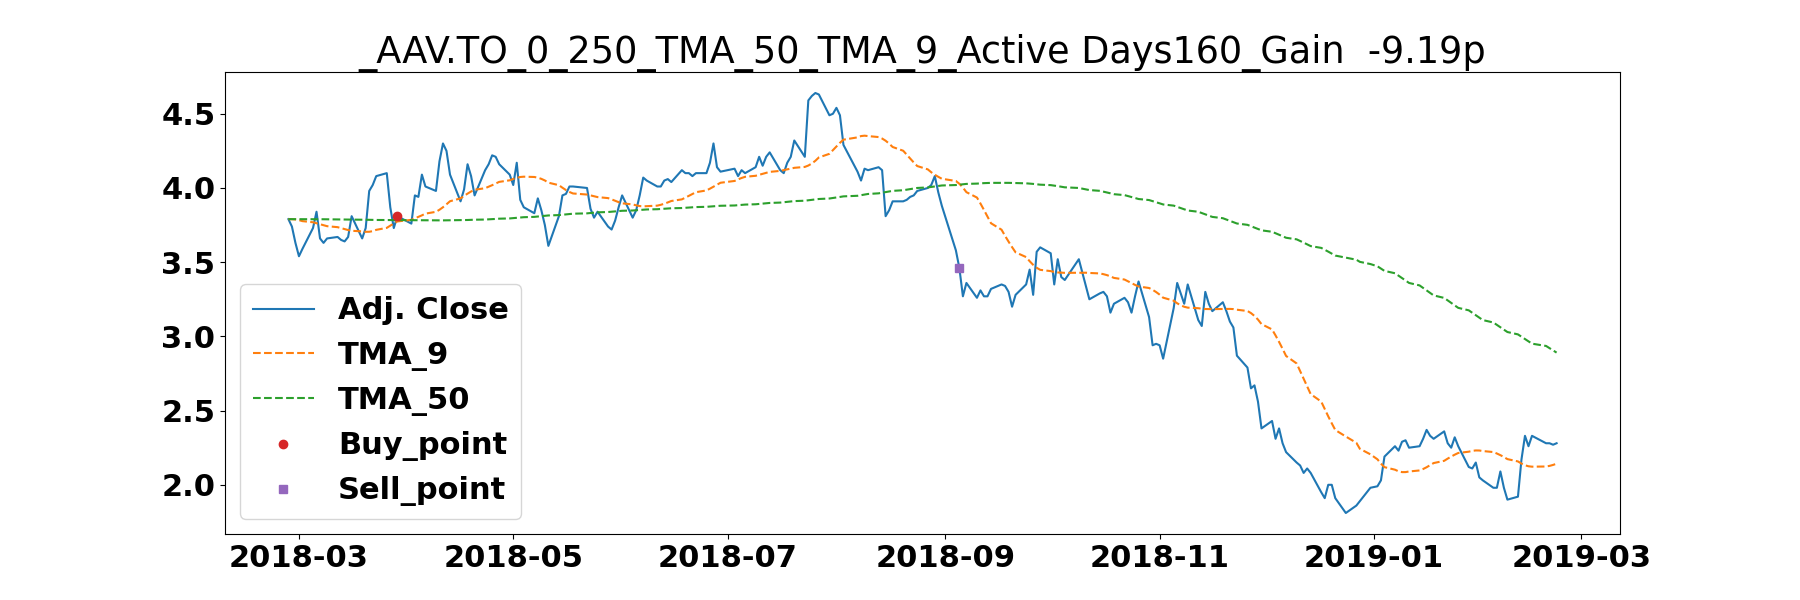 _AAV.TO_0_250_TMA_50_TMA_9_Active Days160_Gain  -9.19p
4.5
4.0
3.5
3.0
2.5
2.0
Adj. Close
TMA_9
TMA_50
Buy_point
Sell_point
2018-03 2018-05 2018-07 2018-09 2018-11 2019-01 2019-03